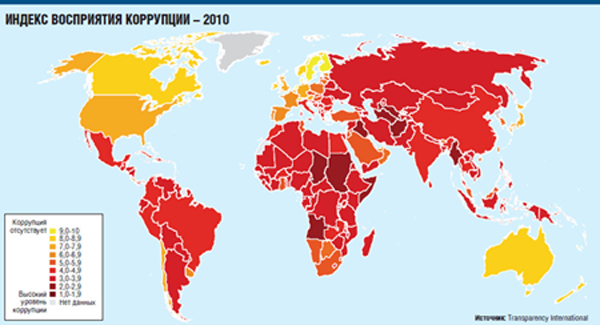 ИНДЕКС ВОСПРИЯТИЯ КОРРУПЦИИ – 2010
Коррупция
отсутствует
9,0-10
8,0-8,9
7,0-7,9
6,0-6,9
5,0-5,9
4,0-4,9
3,0-3,9
2,0-2,9
1,0-1,9
Высокий
уровень
коррупции
Нет данных
Источник: Transparency International